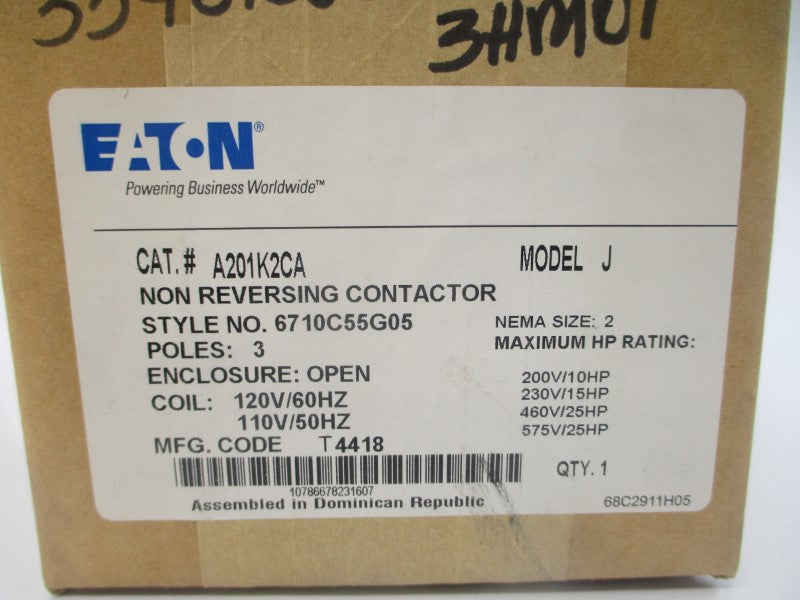 3HM01
EATON®
Powering Business Worldwide™
CAT.# A201K2CA MODEL J
NON REVERSING CONTACTOR
STYLE NO. 6710C55G05 NEMA SIZE: 2
POLES: 3 MAXIMUM HP RATING:
ENCLOSURE: OPEN 200V/10HP
COIL: 120V/60HZ 230V/15HP
110V/50HZ 460V/25HP
575V/25HP
MFG. CODE T4418
QTY. 1
10786678231607
Assembled in Dominican Republic 68C2911H05